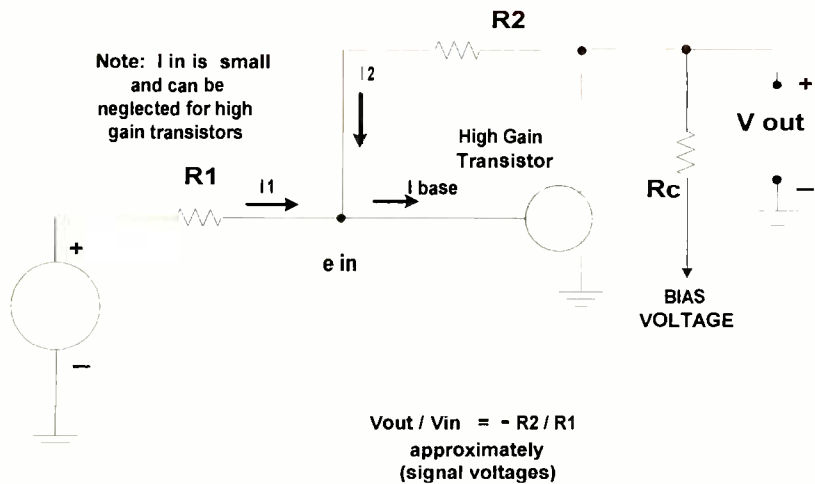 R2
Note: I in is small
and can be
neglected for high
gain transistors
I2
+
V out
High Gain
Transistor
R1
I1
I base
Rc
–
+
e in
BIAS
VOLTAGE
–
Vout / Vin = - R2 / R1
approximately
(signal voltages)